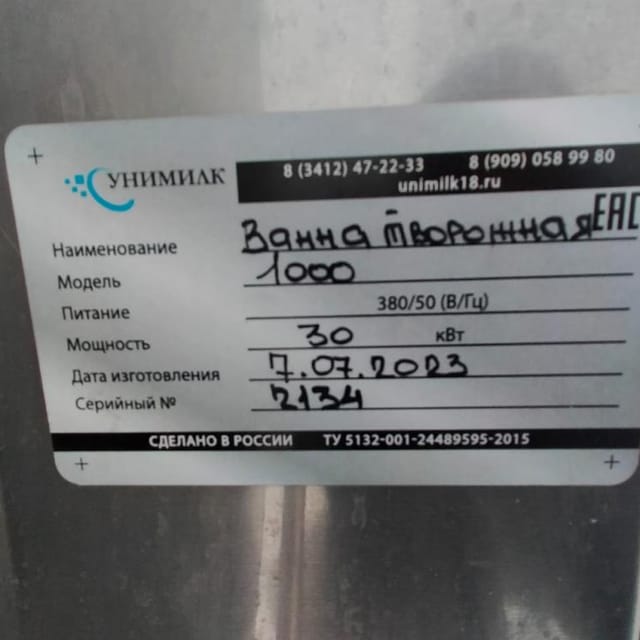 УНИМИЛК
8 (3412) 47-22-33 8 (909) 058 99 80
unimilk18.ru
EAC
Наименование Ванна творожная
Модель 1000
Питание 380/50 (В/Гц)
Мощность 30 кВт
Дата изготовления 7.07.2023
Серийный № 2134
СДЕЛАНО В РОССИИ ТУ 5132-001-24489595-2015